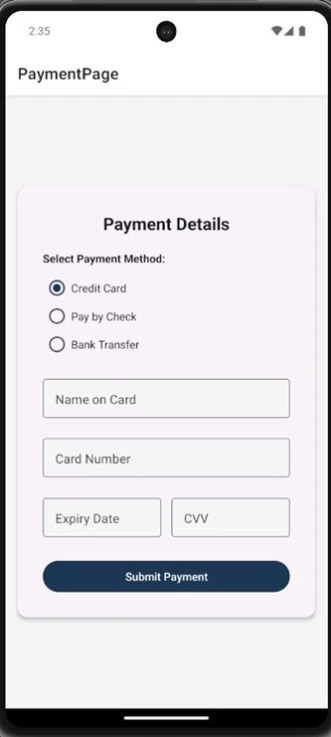 2:35
PaymentPage
Payment Details
Select Payment Method:
Credit Card
Pay by Check
Bank Transfer
Name on Card
Card Number
Expiry Date CVV
Submit Payment